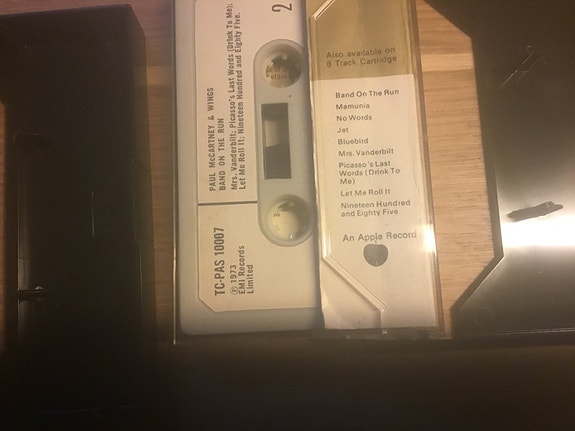 2
PAUL McCARTNEY & WINGS
BAND ON THE RUN
Mrs. Vanderbilt; Picasso's Last Words (Drink To Me);
Let Me Roll It; Nineteen Hundred and Eighty Five.
TC-PAS 10007
Ⓟ 1973
EMI Records
Limited
Also available on
8 Track Cartridge
Band On The Run
Mamunia
No Words
Jet
Bluebird
Mrs. Vanderbilt
Picasso's Last
Words (Drink To
Me)
Let Me Roll It
Nineteen Hundred
and Eighty Five
An Apple Record